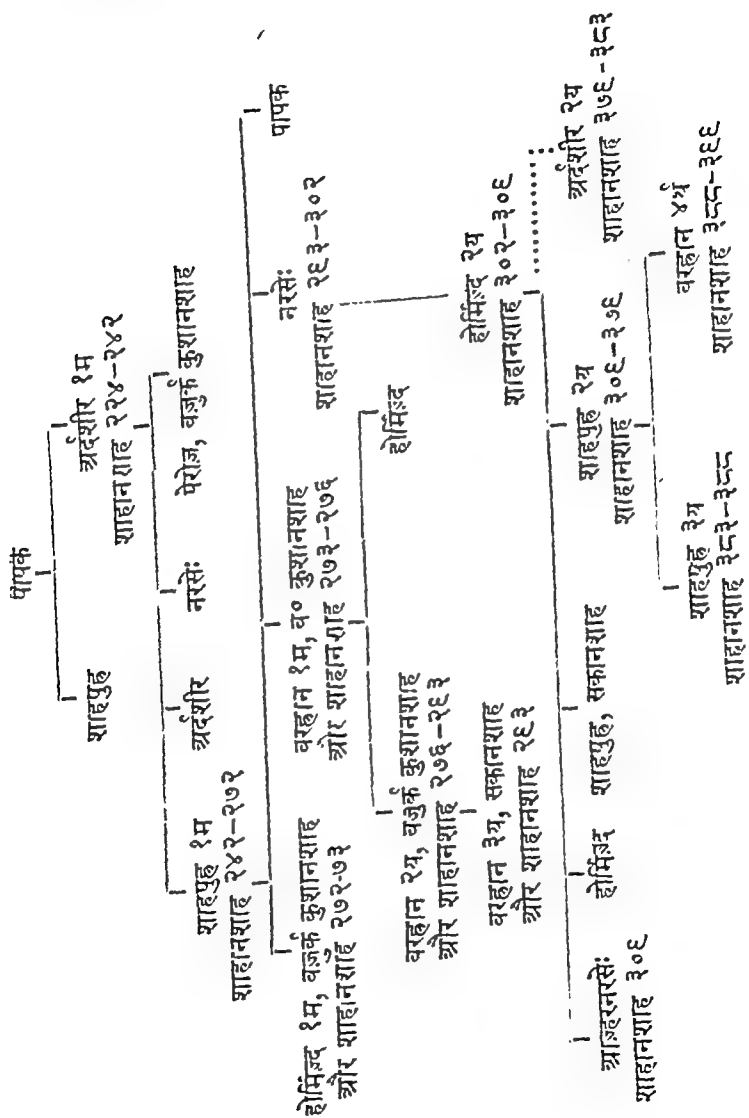 पापक
शाहपुह्र
अर्दशीर १म
शाहानशाह २२४–२४२
शाहपुह्र १म
शाहानशाह २४२–२७२
अर्दशीर
नरसेः
पेरोज़, वज़ुर्क कुशानशाह
होर्मिज़्द १म, वज़ुर्क कुशानशाह
और शाहानशाह २७२-७३
वरह्रान १म, व० कुशानशाह
और शाहानशाह २७३–२७६
नरसेः
शाहानशाह २९३–३०२
पापक
वरह्रान २य, वज़ुर्क कुशानशाह
और शाहानशाह २७६–२९३
होर्मिज़्द
वरह्रान ३य, सकानशाह
और शाहानशाह २९३
होर्मिज़्द २य
शाहानशाह ३०२–३०९
शाहानशाह ३०९
होर्मिज़्द
शाहपुह्र, सकानशाह
शाहपुह्र २य
शाहानशाह ३०९–३७९
अर्दशीर २य
शाहानशाह ३७९–३८३
शाहपुह्र ३य
शाहानशाह ३८३–३८८
वरह्रान ४र्थ
शाहानशाह ३८८–३९९